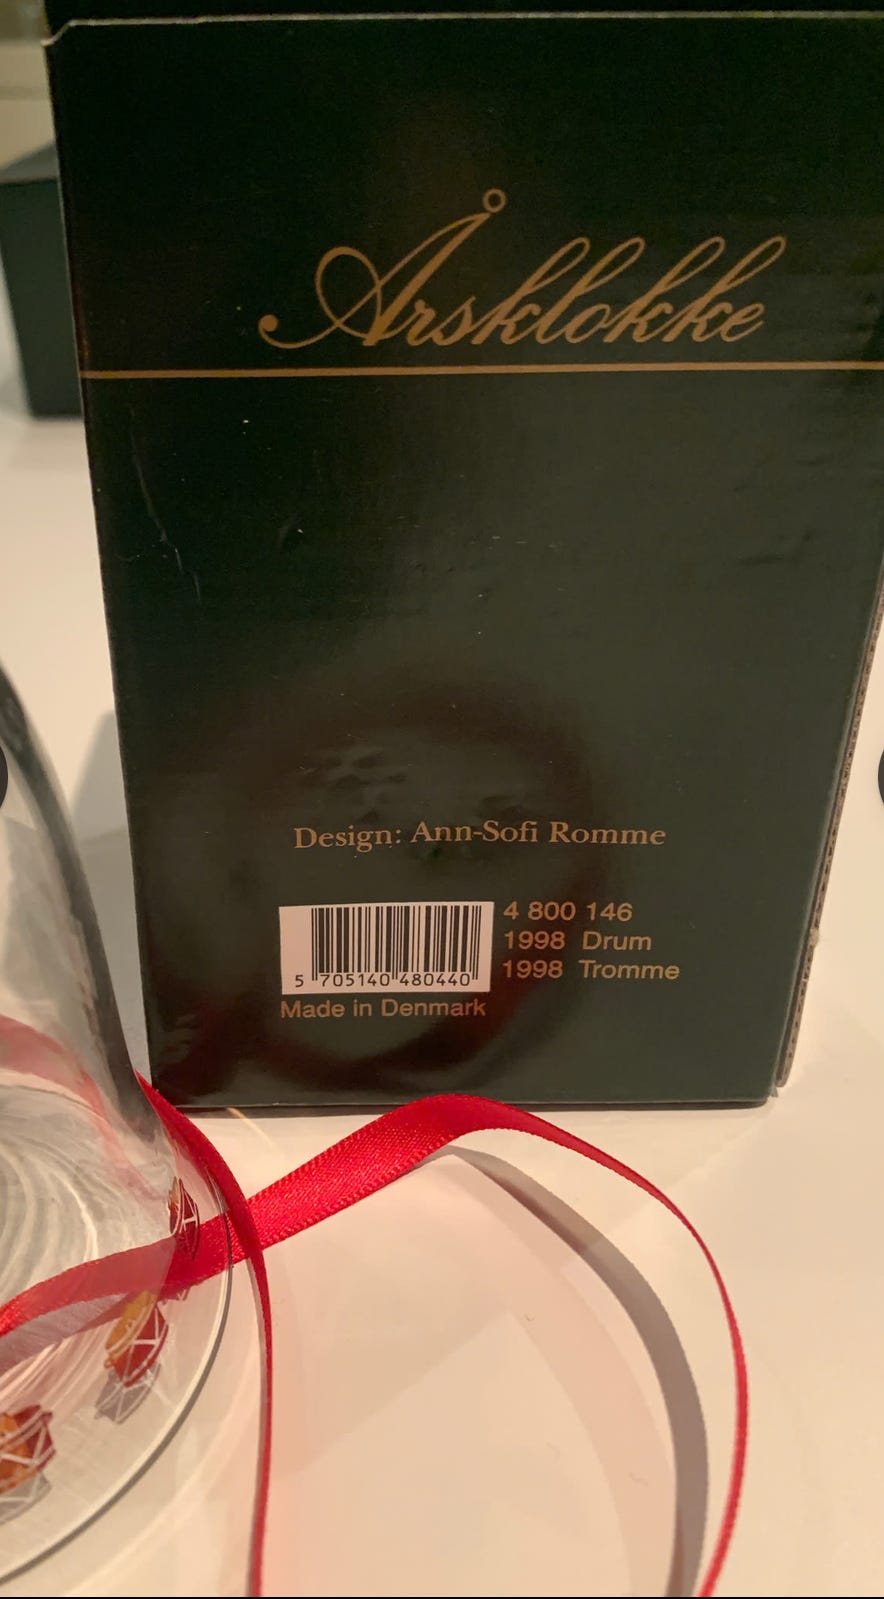 Årsklokke
Design: Ann-Sofi Romme
4 800 146
1998 Drum
1998 Tromme
5 705140 480440
Made in Denmark